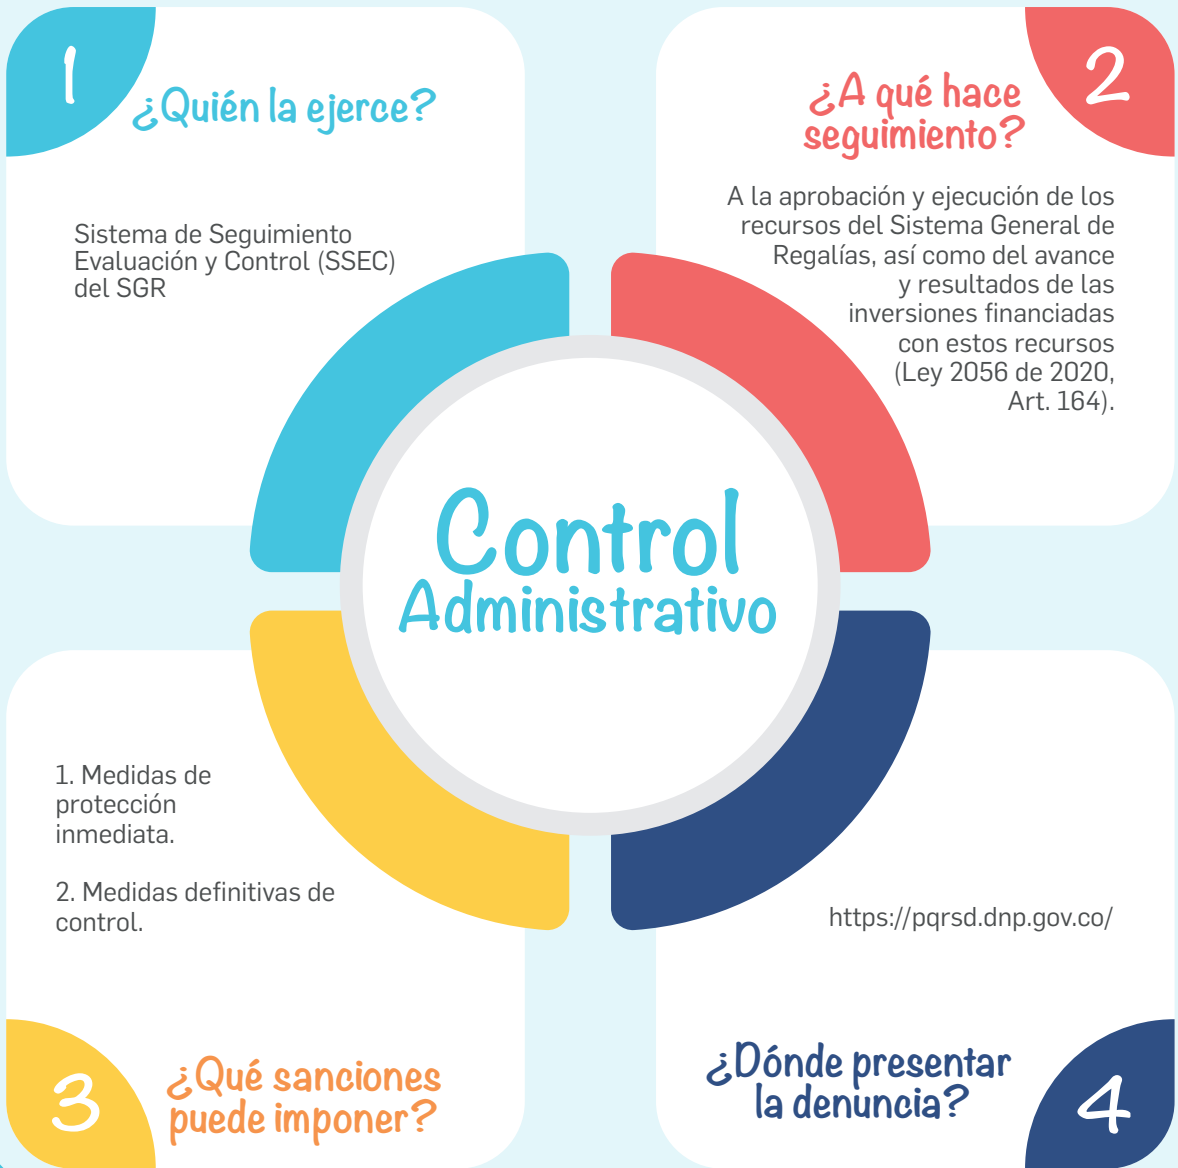 1
¿Quién la ejerce?
Sistema de Seguimiento
Evaluación y Control (SSEC)
del SGR
2
¿A qué hace
seguimiento?
A la aprobación y ejecución de los
recursos del Sistema General de
Regalías, así como del avance
y resultados de las
inversiones financiadas
con estos recursos
(Ley 2056 de 2020,
Art. 164).
Control
Administrativo
1. Medidas de
protección
inmediata.
2. Medidas definitivas de
control.
3
¿Qué sanciones
puede imponer?
https://pqrsd.dnp.gov.co/
¿Dónde presentar
la denuncia?
4